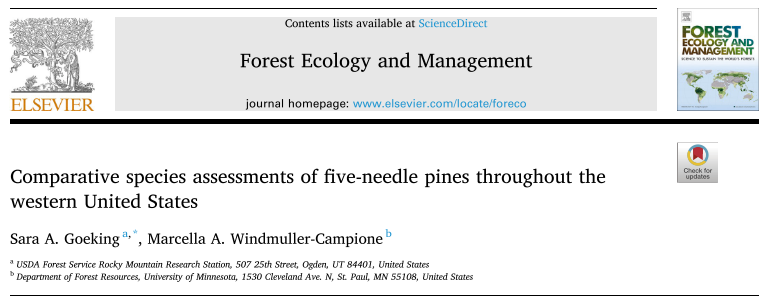 Contents lists available at ScienceDirect
Forest Ecology and Management
journal homepage: www.elsevier.com/locate/foreco
ELSEVIER
FOREST
ECOLOGY AND
MANAGEMENT
SCIENCE TO SUSTAIN THE WORLD'S FORESTS
Check for
updates
Comparative species assessments of five-needle pines throughout the
western United States
Sara A. Goeking a,*, Marcella A. Windmuller-Campione b
a USDA Forest Service Rocky Mountain Research Station, 507 25th Street, Ogden, UT 84401, United States
b Department of Forest Resources, University of Minnesota, 1530 Cleveland Ave. N, St. Paul, MN 55108, United States